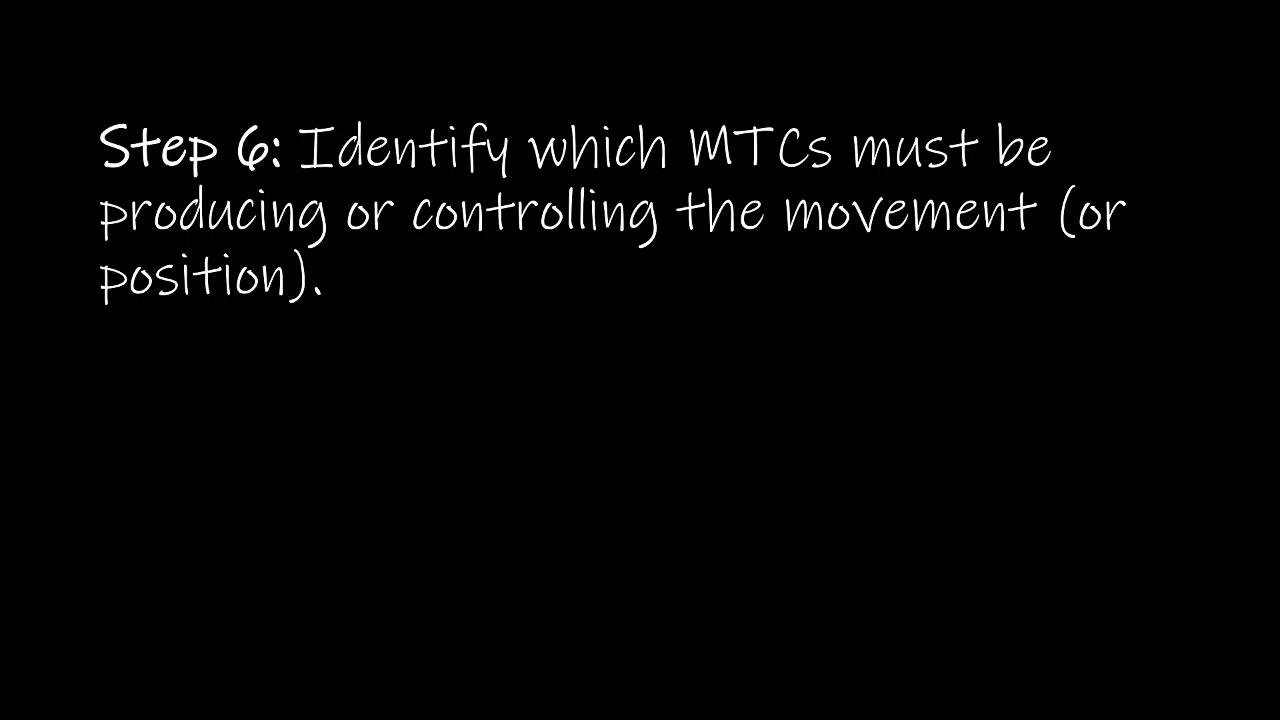 Step 6: Identify which MTCs must be
producing or controlling the movement (or
position).